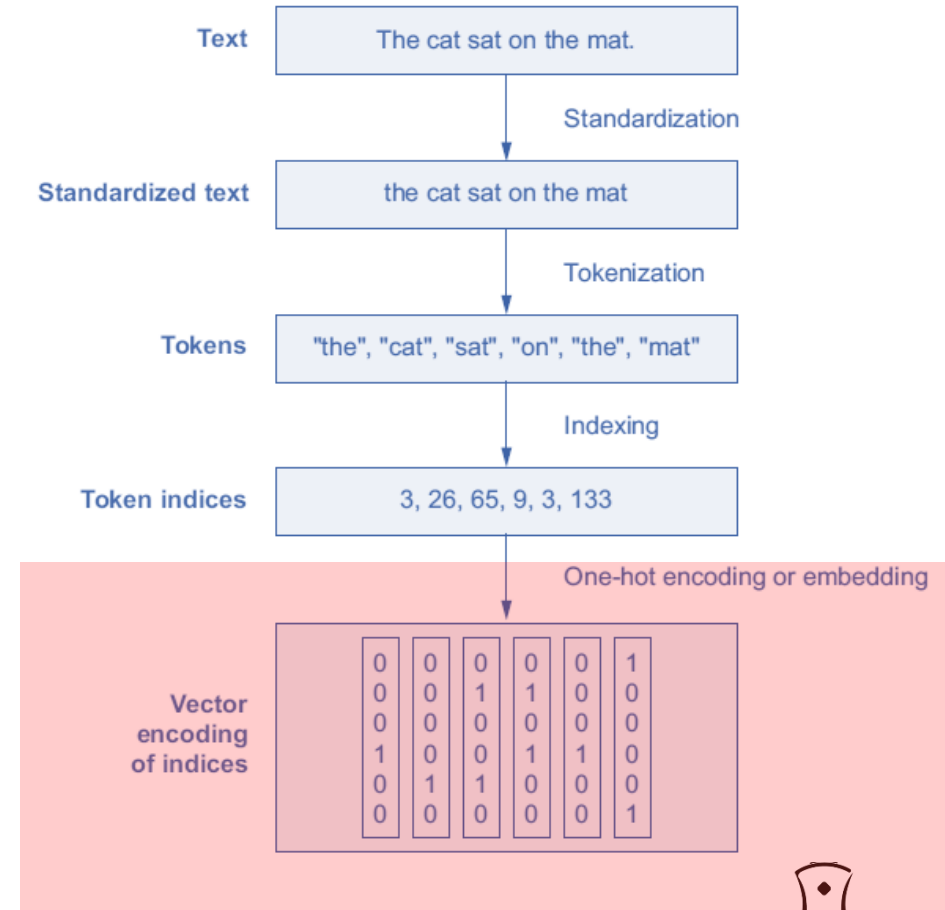 Text
The cat sat on the mat.
Standardization
Standardized text
the cat sat on the mat
Tokenization
Tokens
"the", "cat", "sat", "on", "the", "mat"
Indexing
Token indices
3, 26, 65, 9, 3, 133
One-hot encoding or embedding
Vector
encoding
of indices
0 0 0 0 0 1
0 0 1 1 0 0
0 0 0 0 0 0
1 0 0 1 1 0
0 1 1 0 0 0
0 0 0 0 0 1